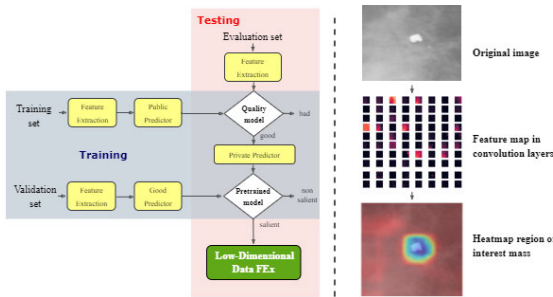 Testing
Evaluation set
Feature
Extraction
Training
set
Feature
Extraction
Public
Predictor
Quality
model
bad
good
Training
Private Predictor
Validation
set
Feature
Extraction
Good
Predictor
Pretrained
model
non
salient
salient
Low-Dimensional
Data FEx
Original image
Feature map in
convolution layers
Heatmap region of
interest mass